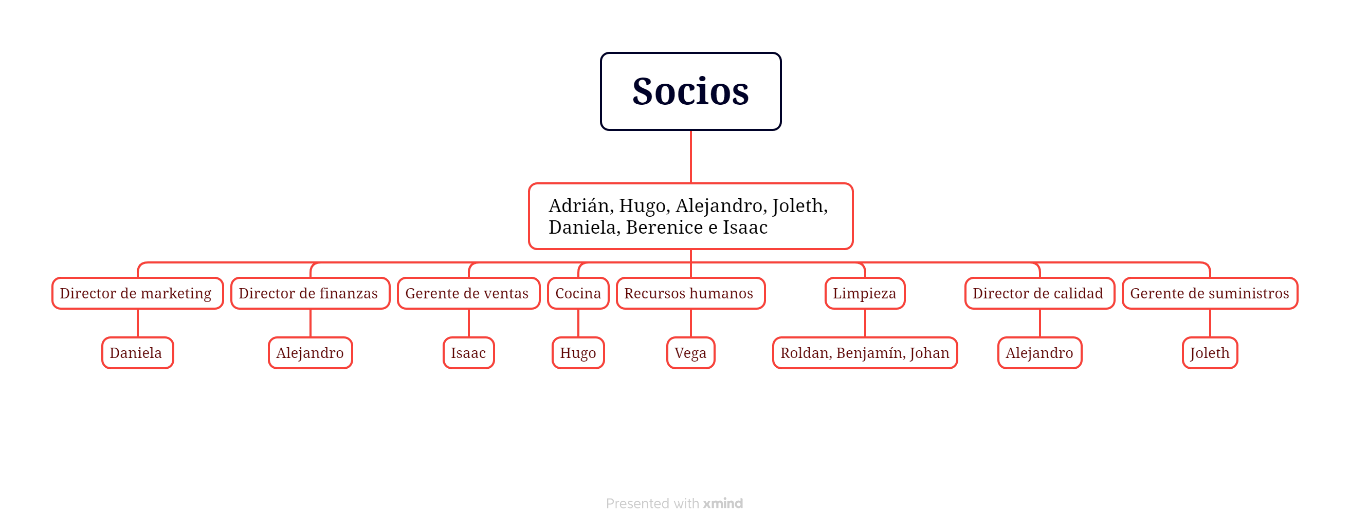 Socios
Adrián, Hugo, Alejandro, Joleth,
Daniela, Berenice e Isaac
Director de marketing
Director de finanzas
Gerente de ventas
Cocina
Recursos humanos
Limpieza
Director de calidad
Gerente de suministros
Daniela
Alejandro
Isaac
Hugo
Vega
Roldan, Benjamín, Johan
Alejandro
Joleth
Presented with xmind